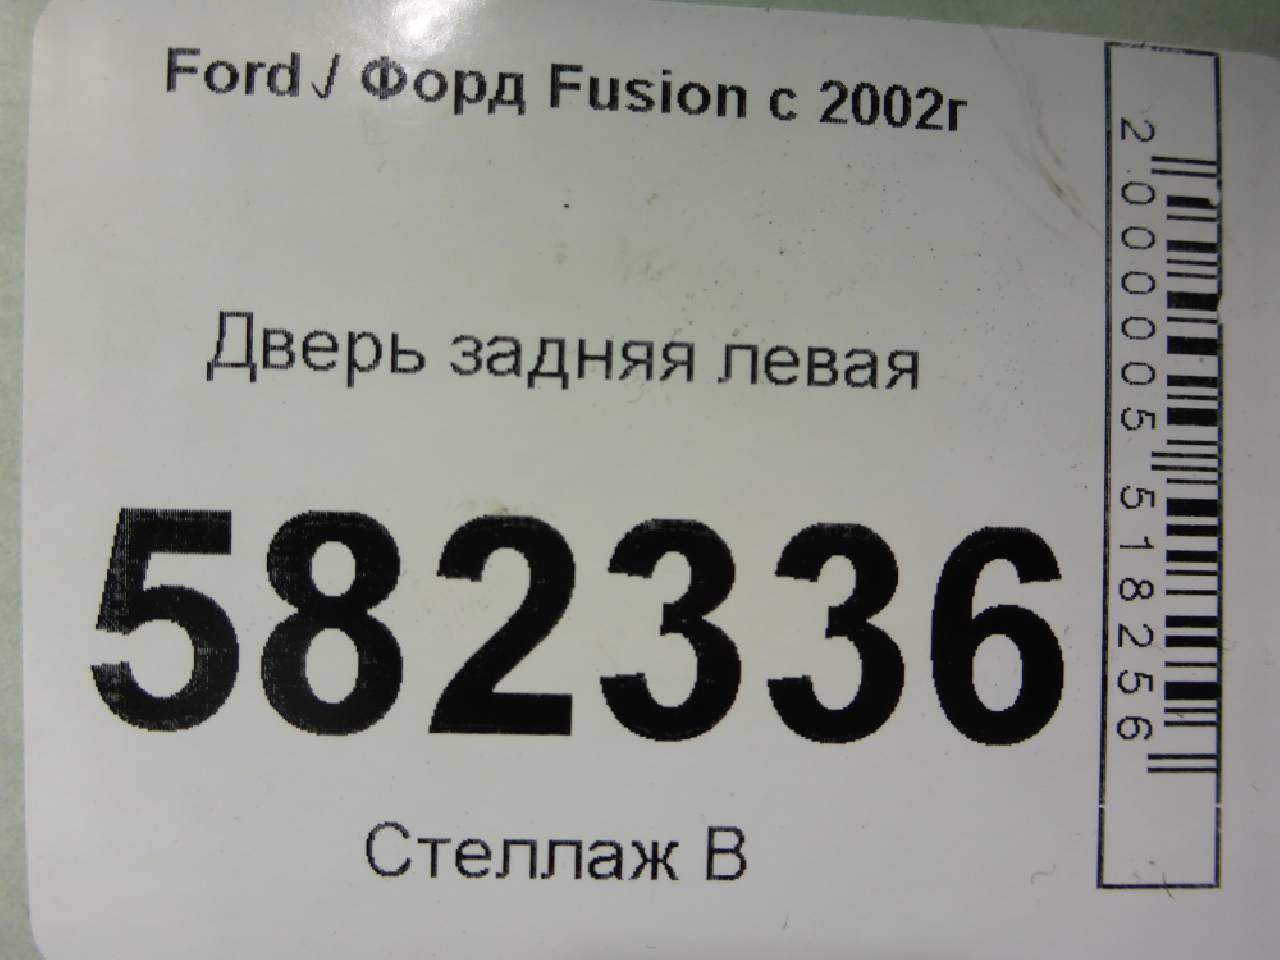 Ford / Форд Fusion с 2002г
Дверь задняя левая
582336
Стеллаж В
2 000005 518256